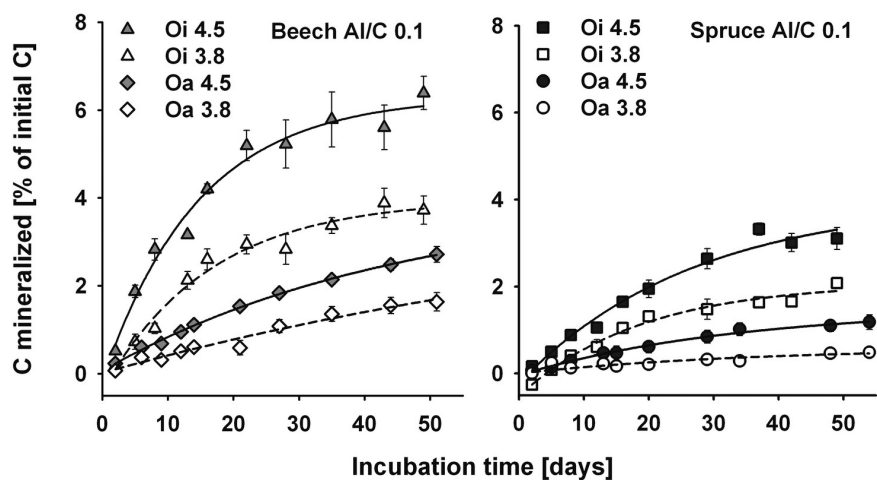 Beech Al/C 0.1
Oi 4.5
Oi 3.8
Oa 4.5
Oa 3.8
Spruce Al/C 0.1
Oi 4.5
Oi 3.8
Oa 4.5
Oa 3.8
C mineralized [% of initial C]
8
6
4
2
0
8
6
4
2
0
0 10 20 30 40 50
0 10 20 30 40 50
Incubation time [days]